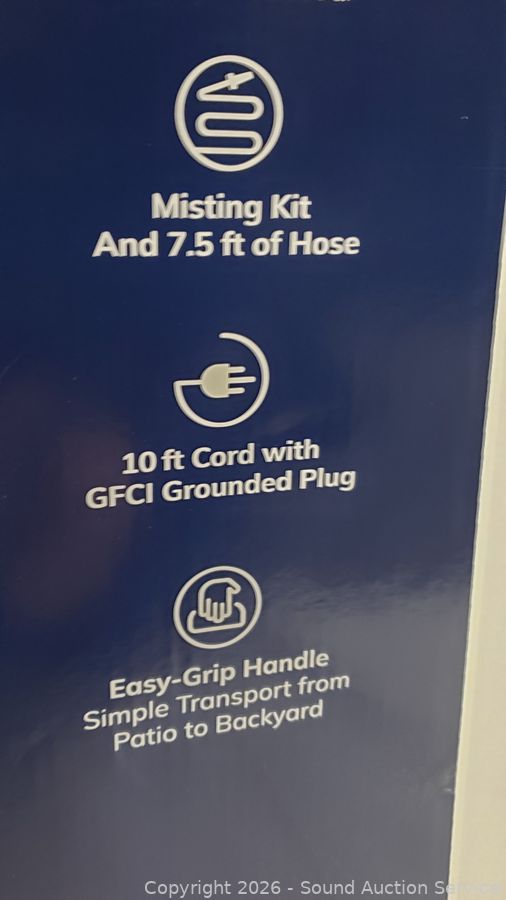 Misting Kit
And 7.5 ft of Hose
10 ft Cord with
GFCI Grounded Plug
Easy-Grip Handle
Simple Transport from
Patio to Backyard
Copyright 2026 - Sound Auction Service